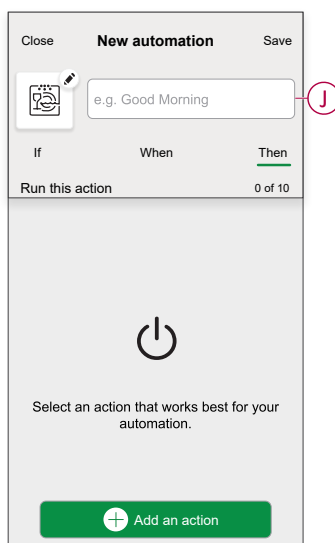 Close New automation Save
e.g. Good Morning
J
If When Then
Run this action 0 of 10
Select an action that works best for your
automation.
Add an action